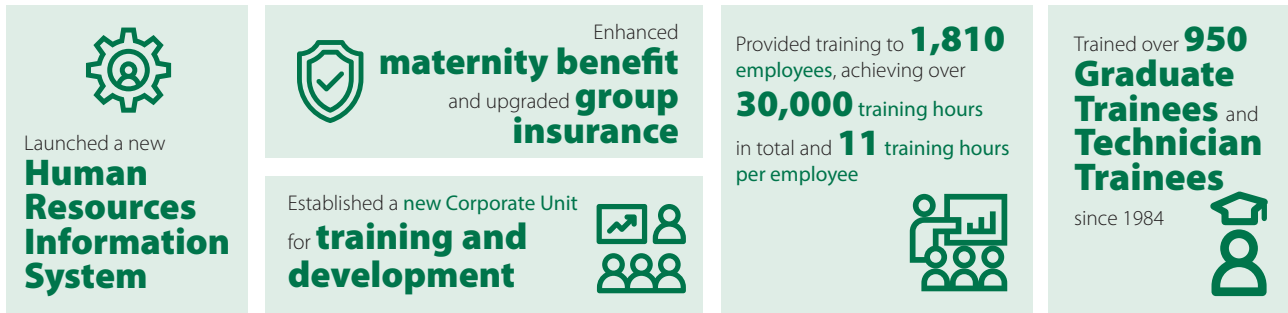 Launched a new
Human
Resources
Information
System
Enhanced
maternity benefit
and upgraded group
insurance
Established a new Corporate Unit
for training and
development
Provided training to 1,810
employees, achieving over
30,000 training hours
in total and 11 training hours
per employee
Trained over 950
Graduate
Trainees and
Technician
Trainees
since 1984